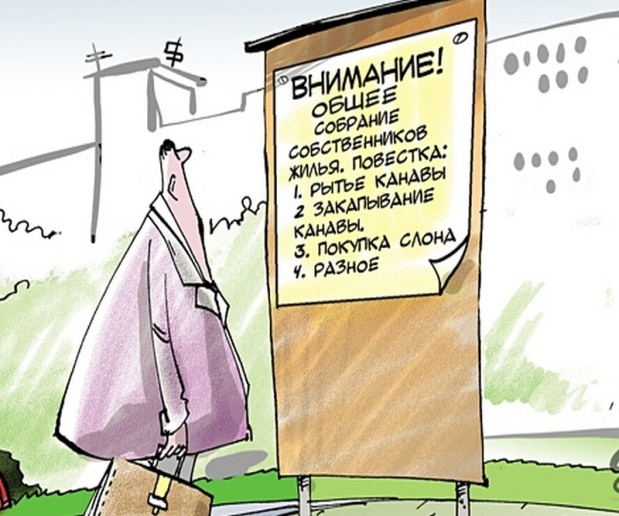 ВНИМАНИЕ!
ОБЩЕЕ
СОБРАНИЕ
СОБСТВЕННИКОВ
ЖИЛЬЯ. ПОВЕСТКА:
1. РЫТЬЕ КАНАВЫ
2 ЗАКАПЫВАНИЕ
КАНАВЫ.
3. ПОКУПКА СЛОНА
4. РАЗНОЕ